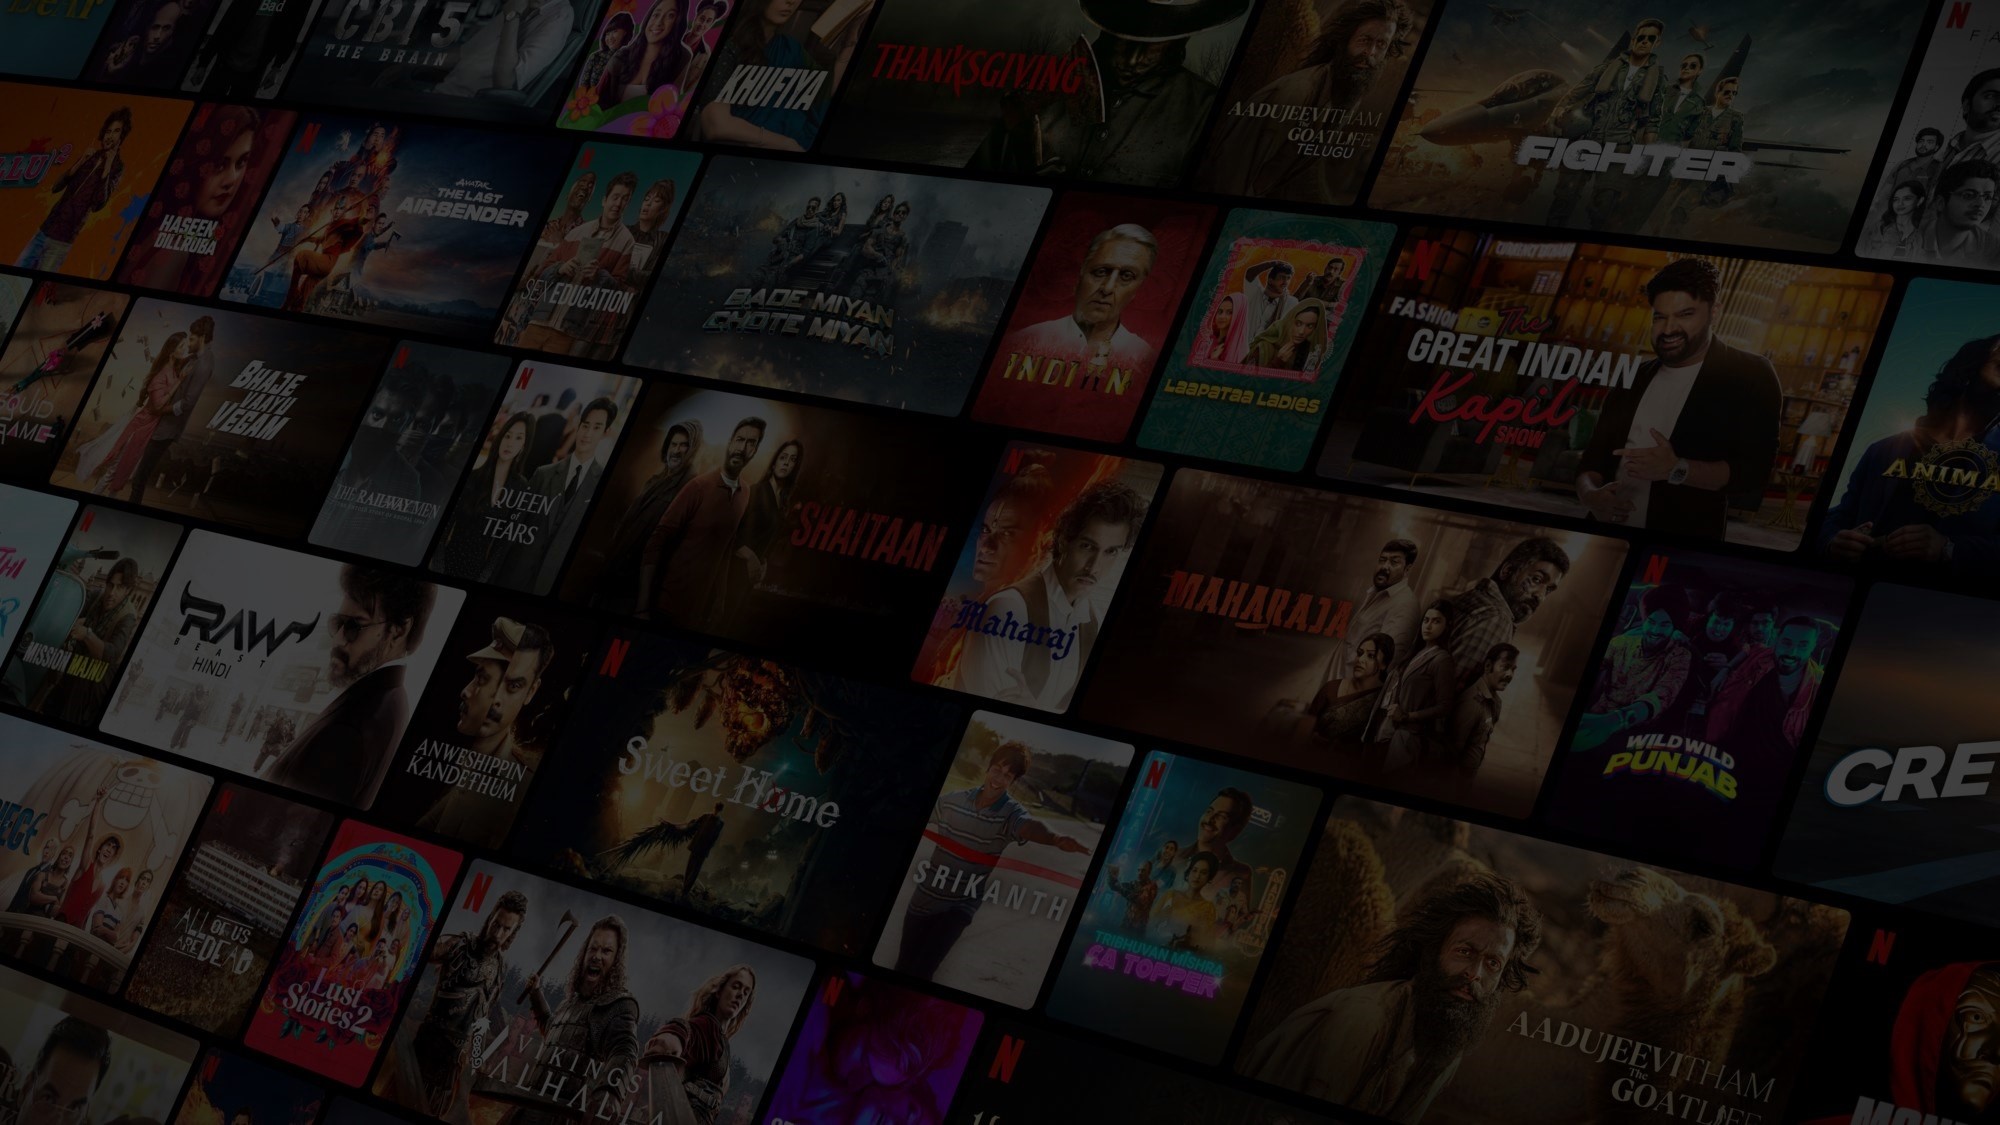 Bad
CBI 5
THE BRAIN
KHUFIYA
THANKSGIVING
AADUJEEVITHAM
The
GOATLIFE
TELUGU
FIGHTER
N
2
HASEEN
DILLRUBA
N
AVATAR
THE LAST
AIRBENDER
N
SEX EDUCATION
BADE MIYAN
CHOTE MIYAN
INDIAN
LAAPATAA LADIES
N
FASHION
The
GREAT INDIAN
Kapil
SHOW
ANIMA
SQUID
GAME
BHAJE
VAAYU
VEGAM
N
THE RAILWAY MEN
N
QUEEN
of
TEARS
SHAITAAN
N
Maharaj
MAHARAJA
N
WILD WILD
PUNJAB
CRE
N
MISSION MAJNU
RAW
BEAST
HINDI
ANWESHIPPIN
KANDETHUM
N
Sweet Home
SRIKANTH
N
TRIBHUVAN MISHRA
CA TOPPER
AADUJEEVITHAM
The
GOATLIFE
N
MON
N
ALL OF US
ARE DEAD
Lust
Stories 2
N
VIKINGS
VALHALLA
N
N
N